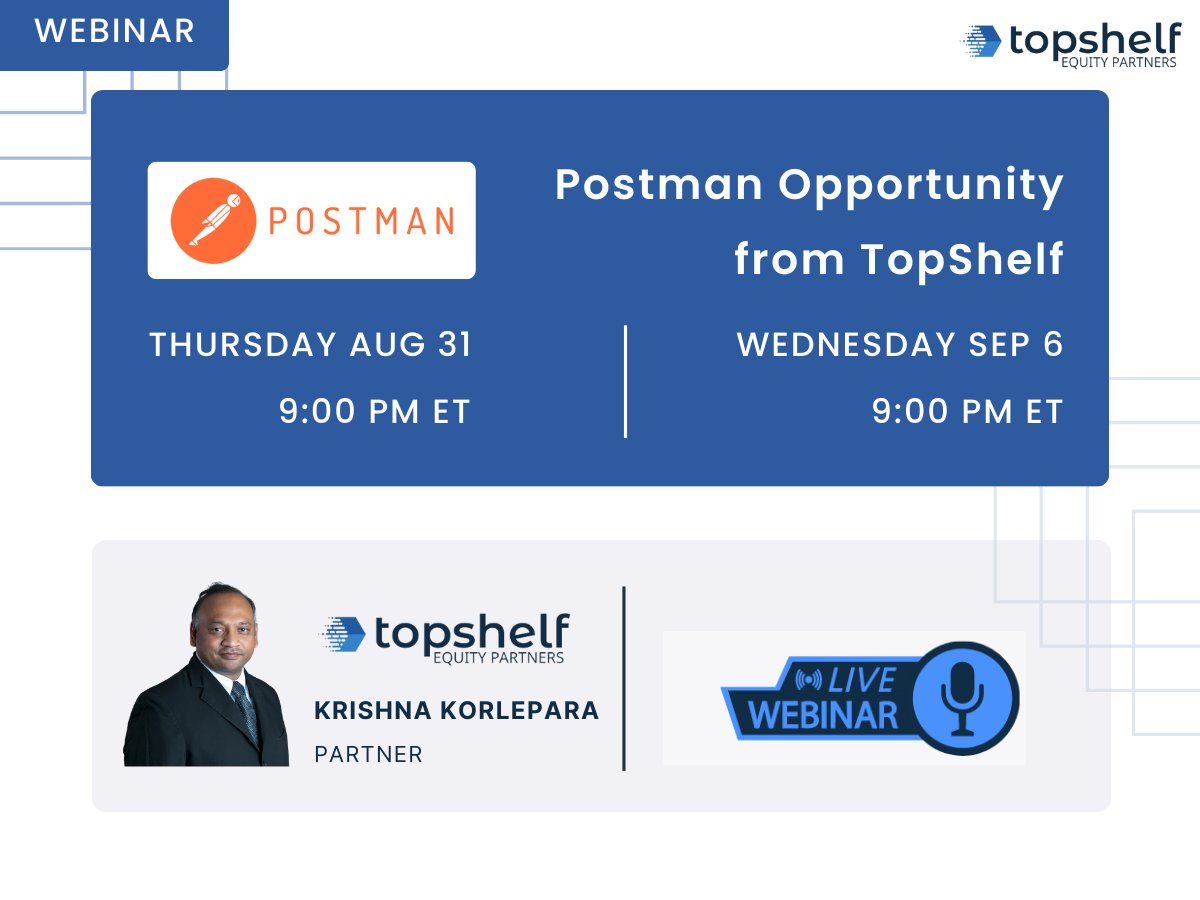 WEBINAR
topshelf
EQUITY PARTNERS
POSTMAN
Postman Opportunity
from TopShelf
THURSDAY AUG 31
9:00 PM ET
WEDNESDAY SEP 6
9:00 PM ET
topshelf
EQUITY PARTNERS
KRISHNA KORLEPARA
PARTNER
LIVE
WEBINAR